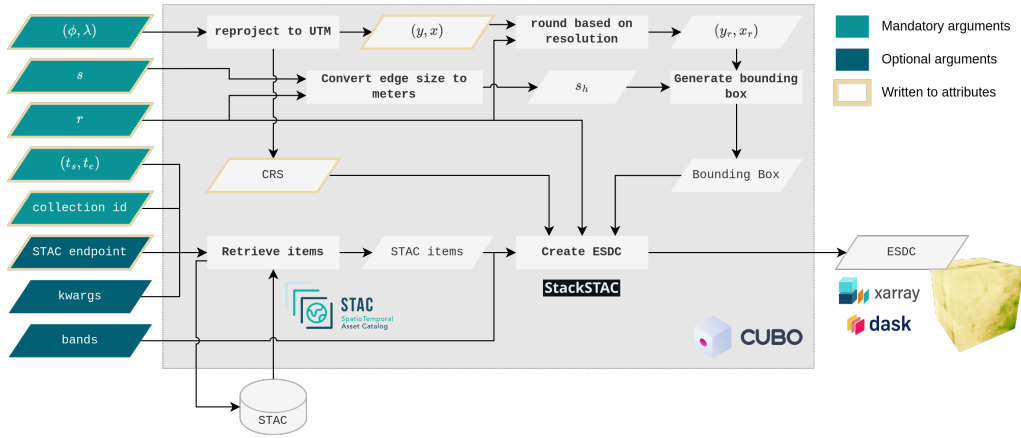 (ϕ, λ)
reproject to UTM
(y, x)
round based on
resolution
(y_r, x_r)
Mandatory arguments
Optional arguments
Written to attributes
s
Convert edge size to
meters
s_h
Generate bounding
box
r
(t_s, t_e)
CRS
Bounding Box
collection id
STAC endpoint
Retrieve items
STAC items
Create ESDC
ESDC
StackSTAC
kwargs
STAC
SpatioTemporal
Asset Catalog
xarray
dask
bands
CUBO
STAC